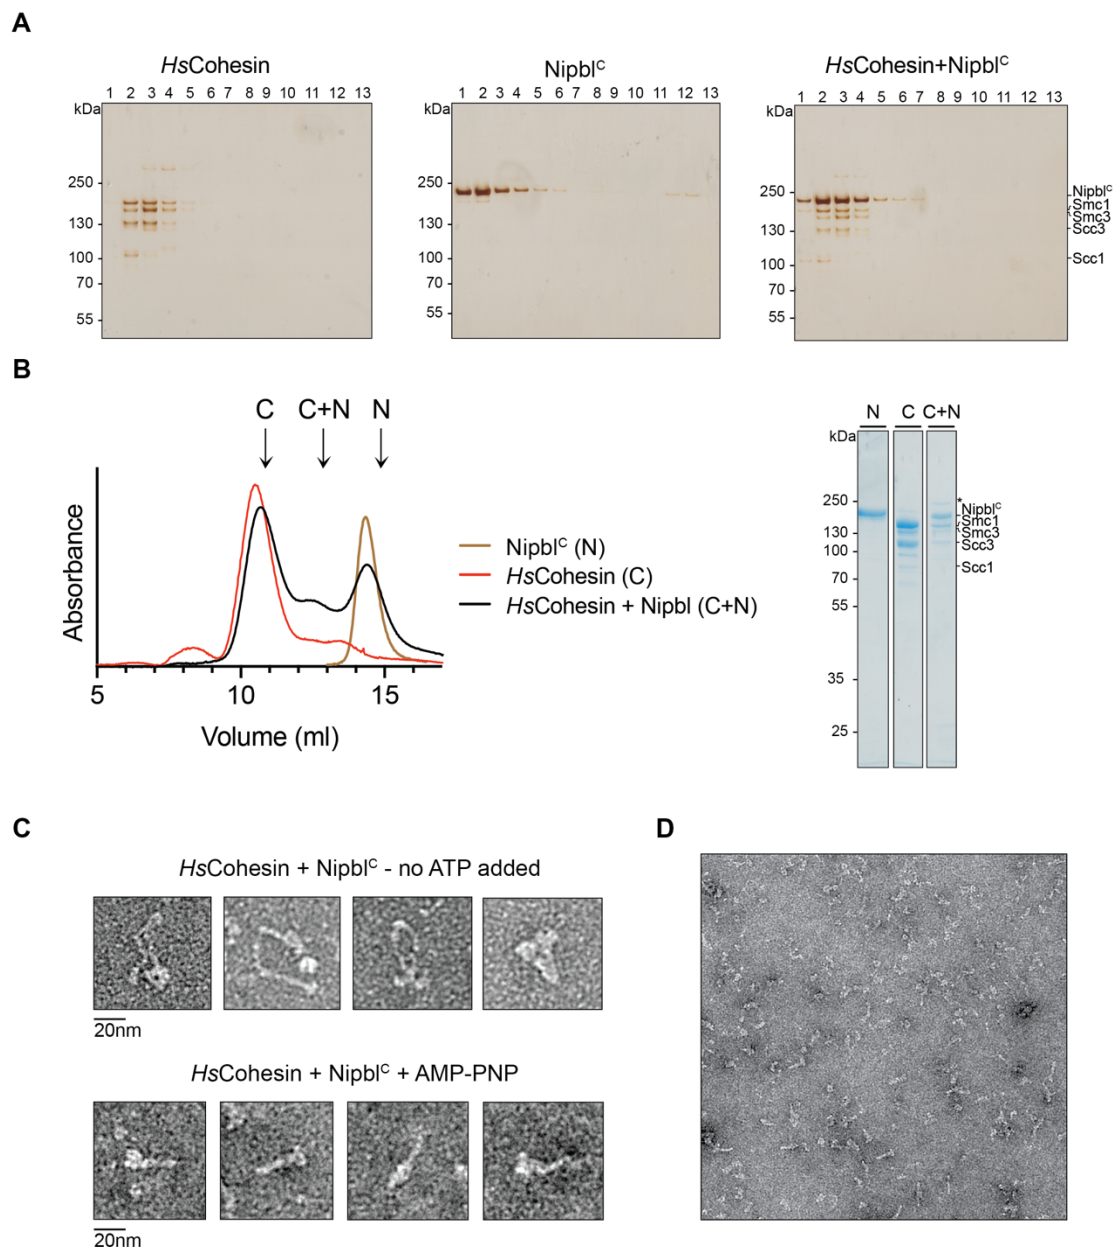 A
HsCohesin
1 2 3 4 5 6 7 8 9 10 11 12 13
kDa
250
130
100
70
55
Nipblᶜ
1 2 3 4 5 6 7 8 9 10 11 12 13
kDa
250
130
100
70
55
HsCohesin+Nipblᶜ
1 2 3 4 5 6 7 8 9 10 11 12 13
kDa
250
130
100
70
55
Nipblᶜ
Smc1
Smc3
Scc3
Scc1
B
C C+N N
Absorbance
5 10 15
Volume (ml)
Nipblᶜ (N)
HsCohesin (C)
HsCohesin + Nipbl (C+N)
N C C+N
kDa
250
130
100
70
55
35
25
*
Nipblᶜ
Smc1
Smc3
Scc3
Scc1
C
HsCohesin + Nipblᶜ - no ATP added
20nm
HsCohesin + Nipblᶜ + AMP-PNP
20nm
D